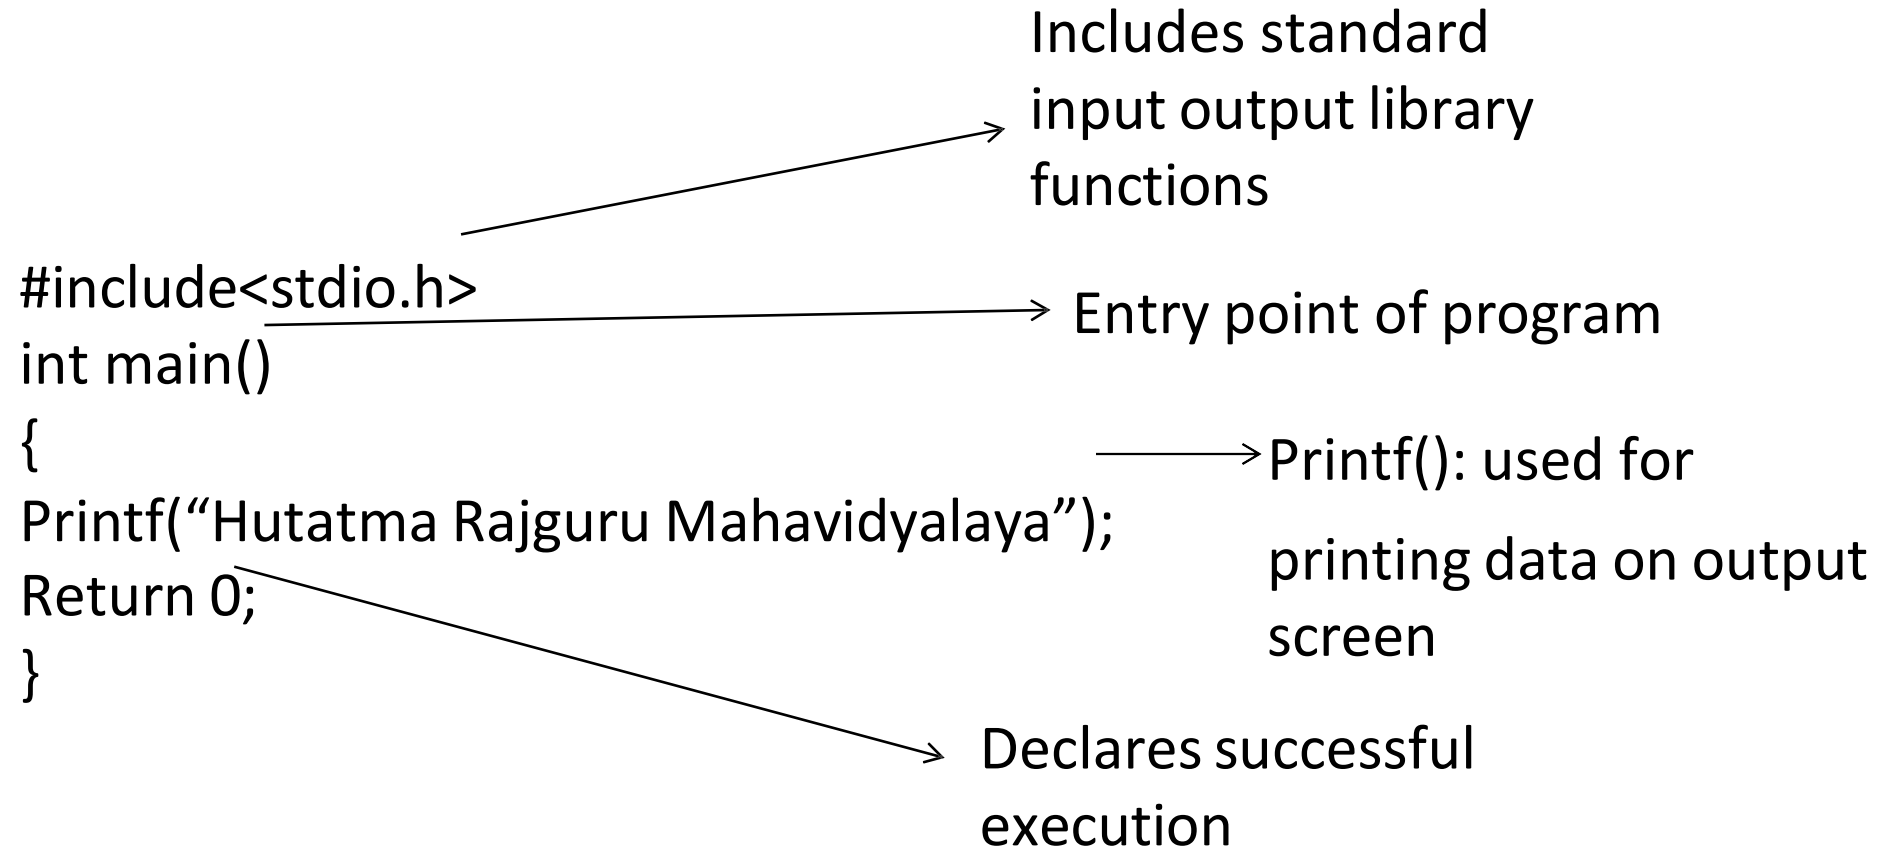 Includes standard
input output library
functions
#include<stdio.h>
int main()
{
Printf(“Hutatma Rajguru Mahavidyalaya”);
Return 0;
}
Entry point of program
Printf(): used for
printing data on output
screen
Declares successful
execution